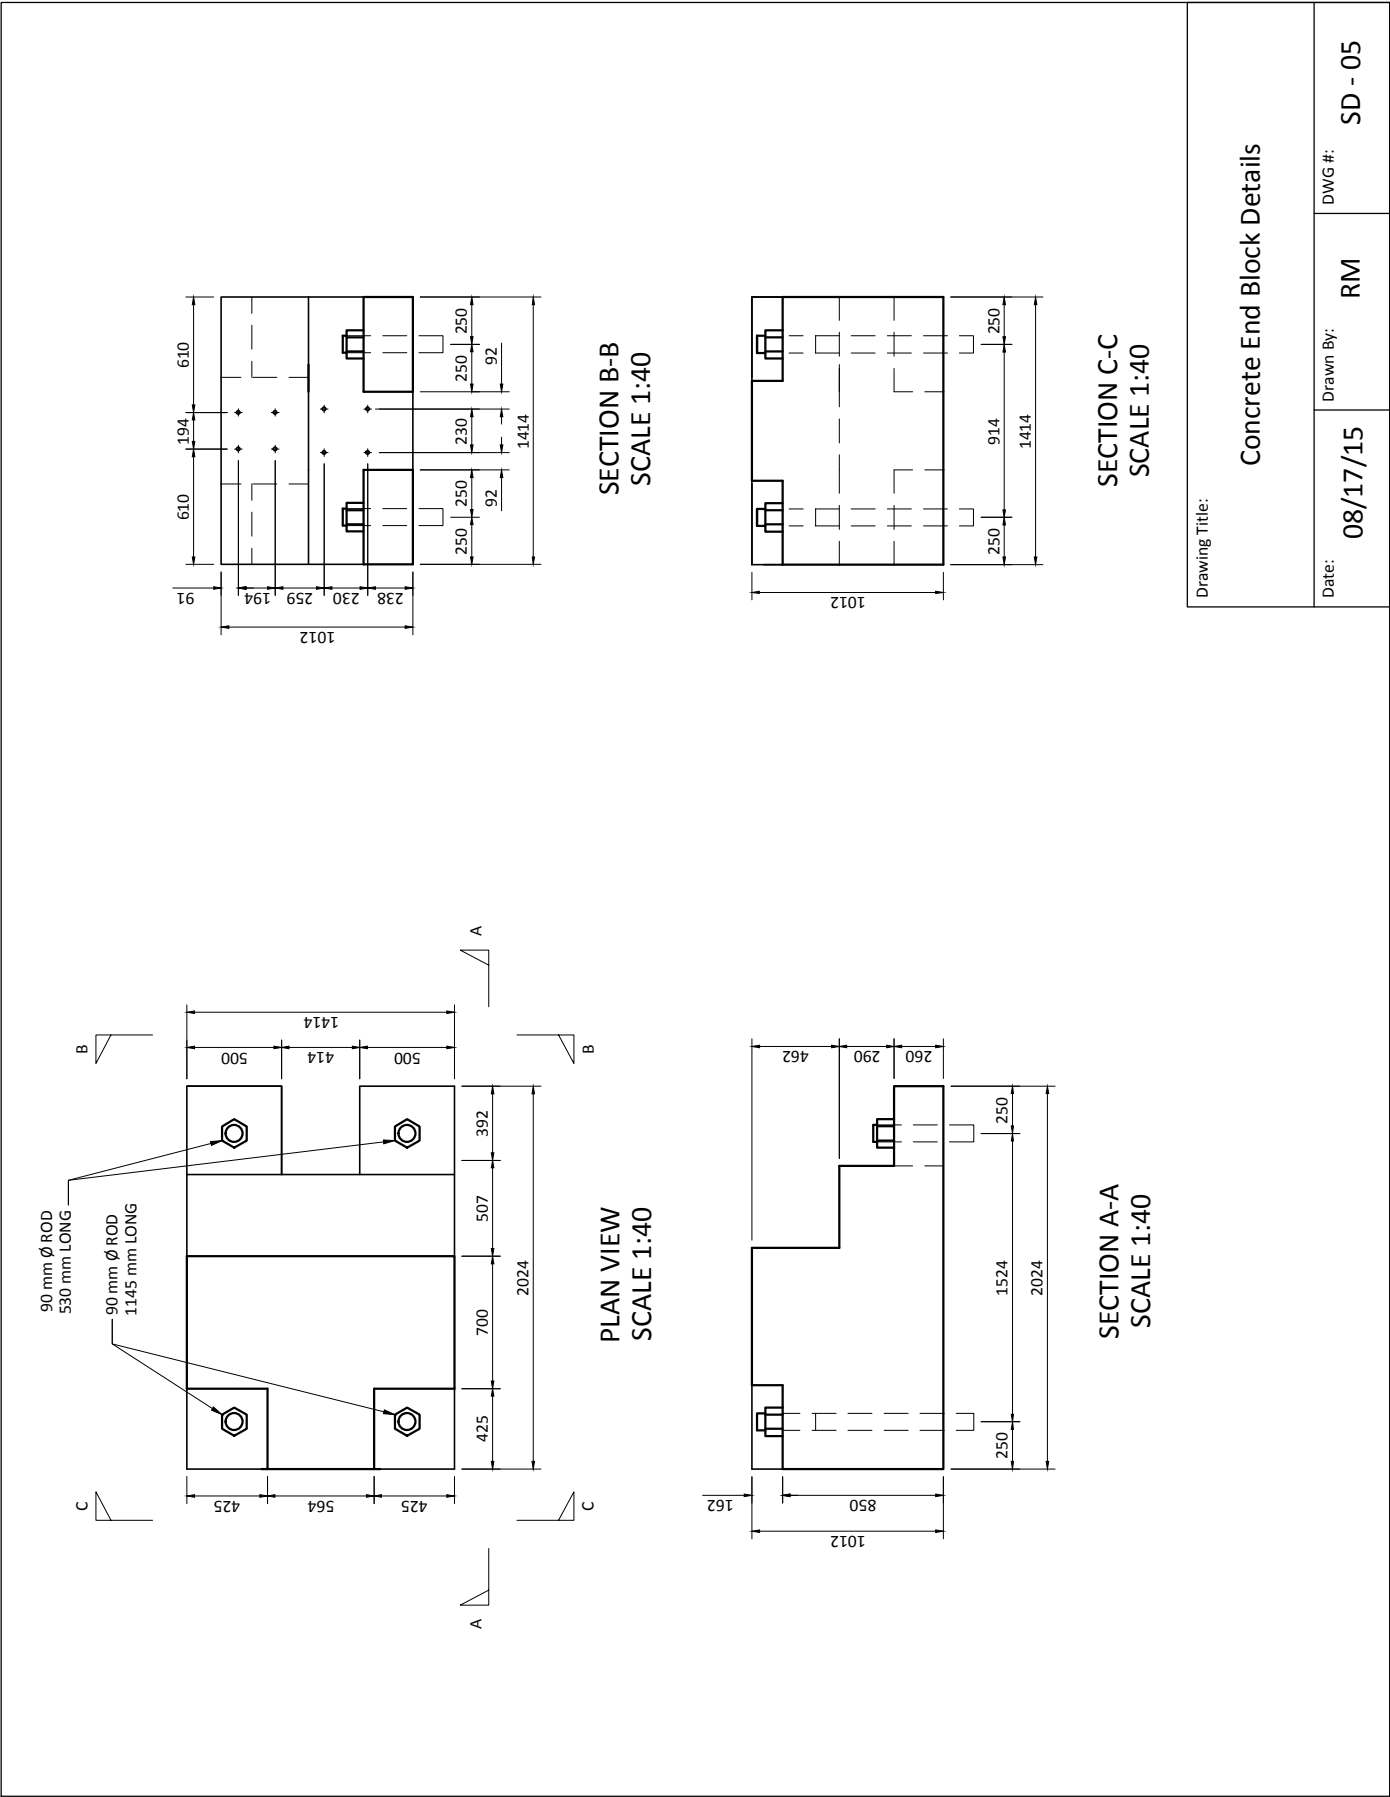 90 mm Ø ROD
530 mm LONG
90 mm Ø ROD
1145 mm LONG
B
B
C
C
A
A
1414
500
414
500
425
564
425
425
700
507
392
2024
PLAN VIEW
SCALE 1:40
610
194
610
91
194
259
230
238
1012
250
250
230
250
250
92
92
1414
SECTION B-B
SCALE 1:40
462
290
260
162
850
1012
250
1524
250
2024
SECTION A-A
SCALE 1:40
1012
250
914
250
1414
SECTION C-C
SCALE 1:40
Drawing Title:
Concrete End Block Details
Date:
08/17/15
Drawn By:
RM
DWG #:
SD - 05